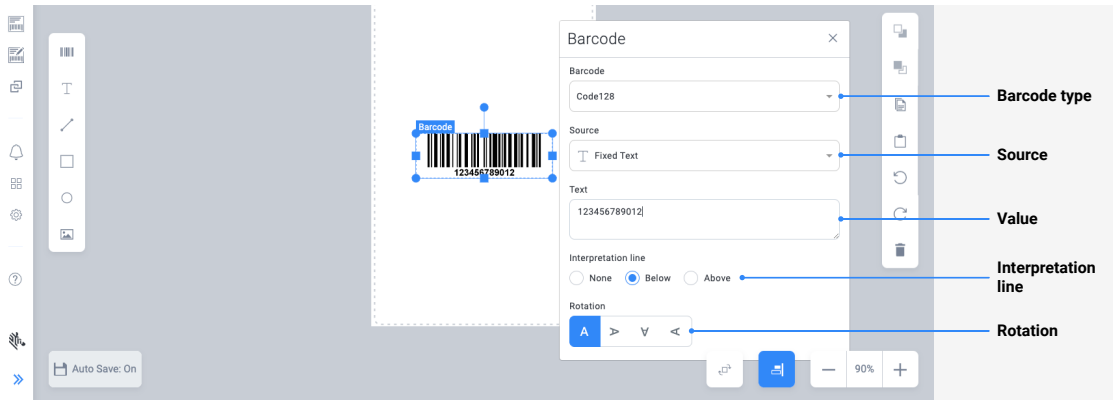 Barcode
123456789012
Barcode
Barcode
Code128
Source
Fixed Text
Text
123456789012
Interpretation line
None
Below
Above
Rotation
A
A
A
A
Auto Save: On
90%
Barcode type
Source
Value
Interpretation
line
Rotation